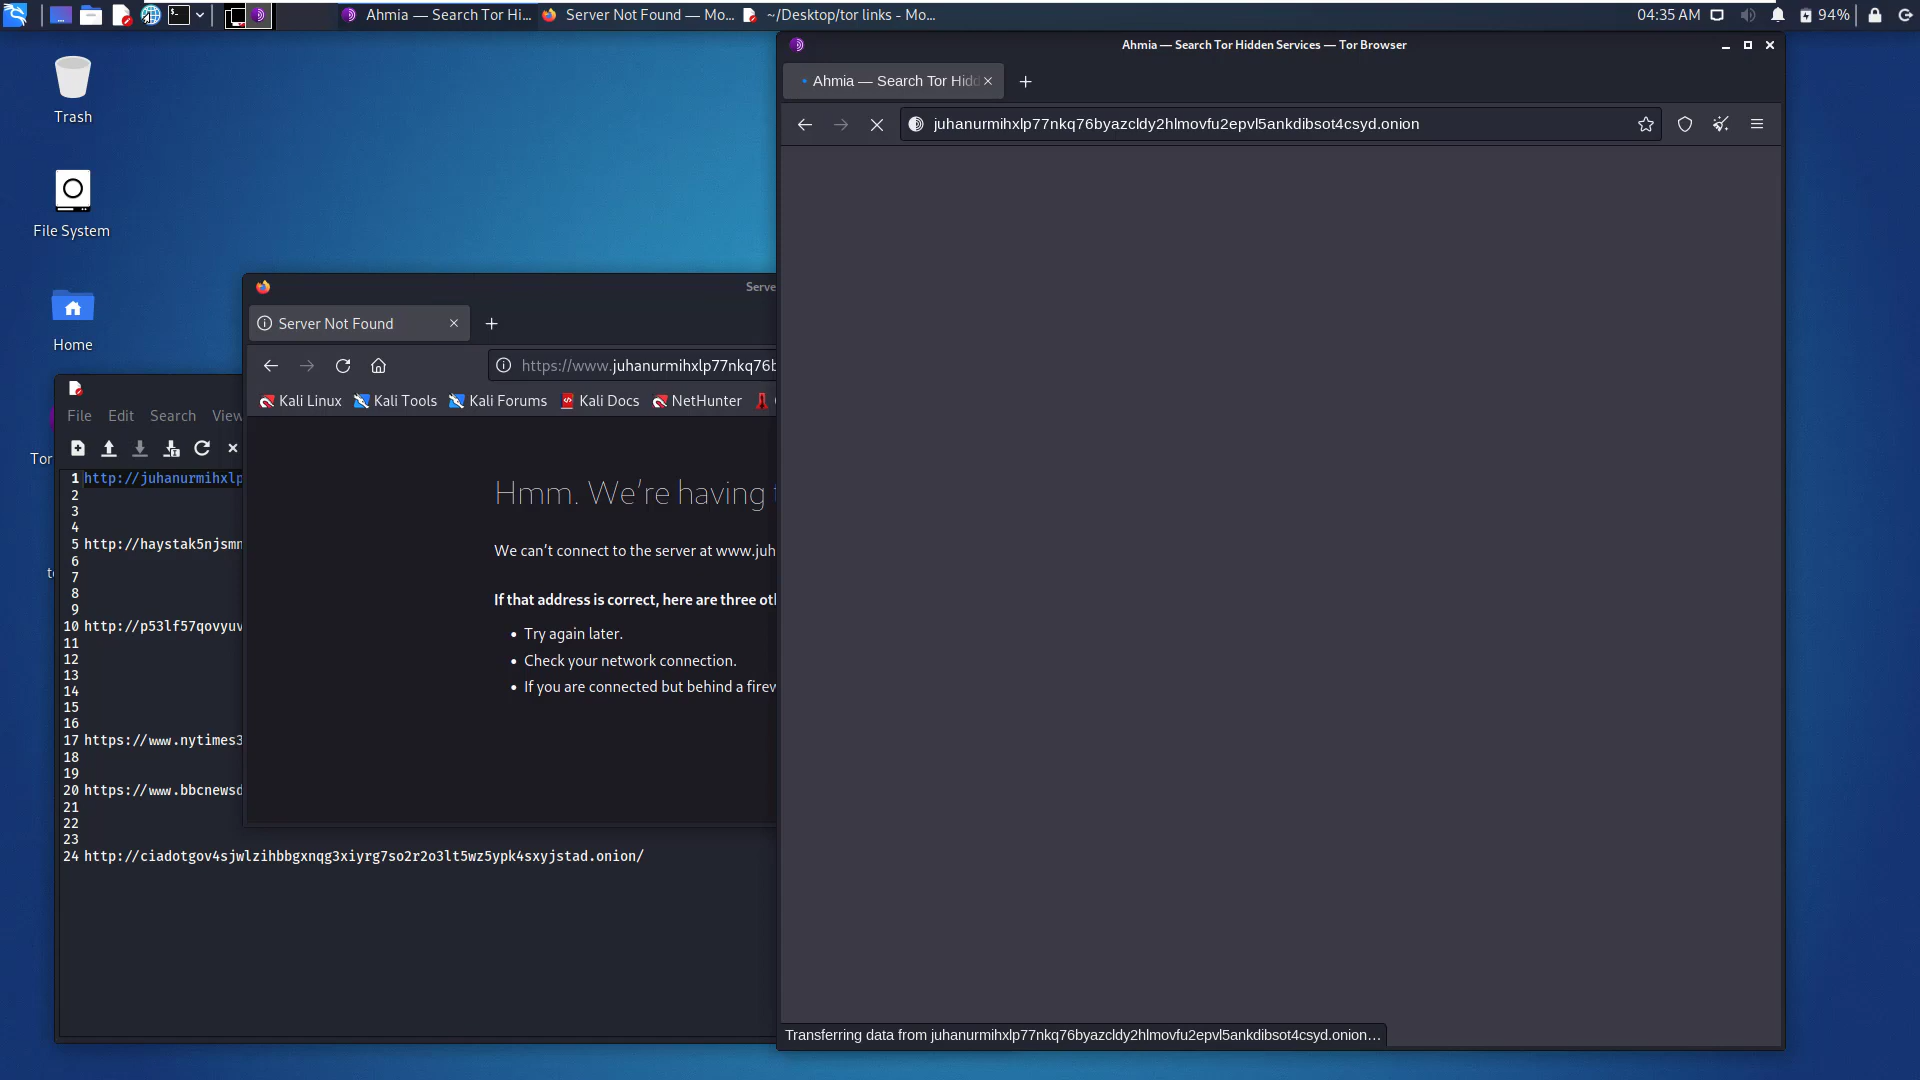 Ahmia — Search Tor Hi...
Server Not Found — Mo...
~/Desktop/tor links - Mo...
04:35 AM
94%
Trash
File System
Home
Tor
Ahmia — Search Tor Hidden Services — Tor Browser
Ahmia — Search Tor Hidd
juhanurmihxlp77nkq76byazcldy2hlmovfu2epvl5ankdibsot4csyd.onion
Transferring data from juhanurmihxlp77nkq76byazcldy2hlmovfu2epvl5ankdibsot4csyd.onion…
Serve
Server Not Found
https://www.juhanurmihxlp77nkq76b
Kali Linux Kali Tools Kali Forums Kali Docs NetHunter
Hmm. We're having t
We can't connect to the server at www.juh
If that address is correct, here are three oth
• Try again later.
• Check your network connection.
• If you are connected but behind a firew
File Edit Search View
1 http://juhanurmihxlp
2
3
4
5 http://haystak5njsmn
6
7
8
9
10 http://p53lf57qovyuv
11
12
13
14
15
16
17 https://www.nytimes3
18
19
20 https://www.bbcnewsd
21
22
23
24 http://ciadotgov4sjwlzihbbgxnqg3xiyrg7so2r2o3lt5wz5ypk4sxyjstad.onion/